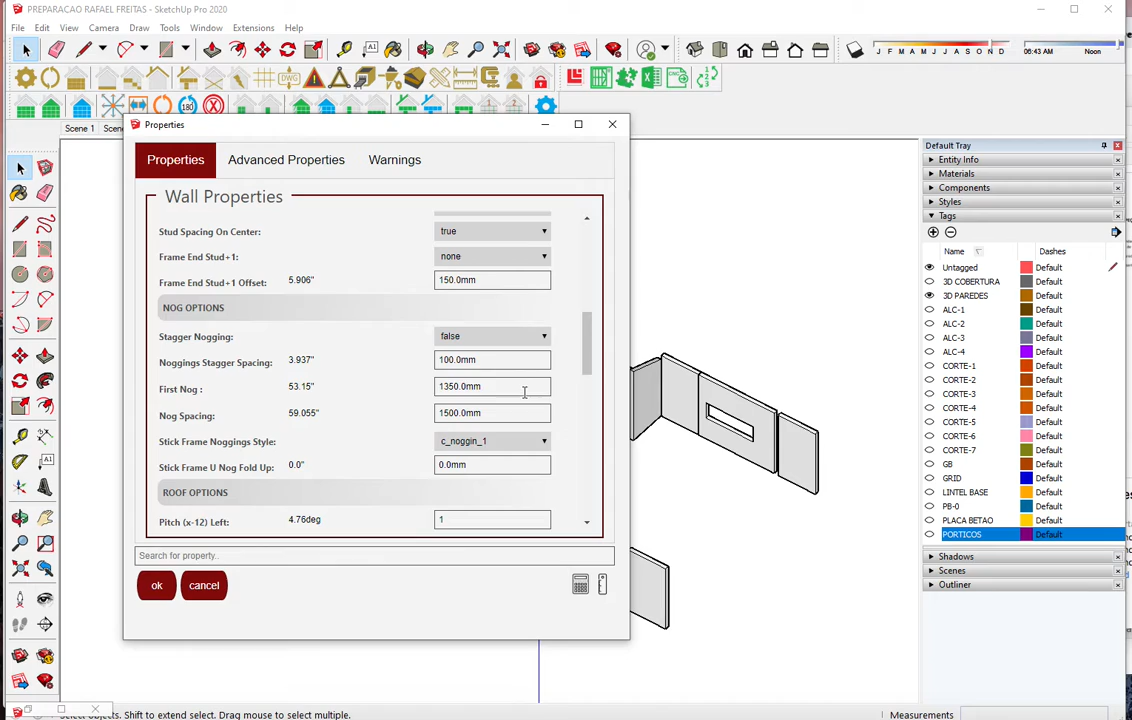 PREPARACAO RAFAEL FREITAS - SketchUp Pro 2020
File Edit View Camera Draw Tools Window Extensions
J F M A M J J A S O N D 06:43 AM Noon
DWG
180
1 2
Scene 1
Properties
Properties Advanced Properties Warnings
Wall Properties
Stud Spacing On Center: true
Frame End Stud+1: none
Frame End Stud+1 Offset: 5.906" 150.0mm
NOG OPTIONS
Stagger Nogging: false
Noggings Stagger Spacing: 3.937" 100.0mm
First Nog : 53.15" 1350.0mm
Nog Spacing: 59.055" 1500.0mm
Stick Frame Noggings Style: c_noggin_1
Stick Frame U Nog Fold Up: 0.0" 0.0mm
ROOF OPTIONS
Pitch (x-12) Left: 4.76deg 1
Search for property..
ok cancel
Default Tray
Entity Info
Materials
Components
Styles
Tags
Name Dashes
Untagged Default
3D COBERTURA Default
3D PAREDES Default
ALC-1 Default
ALC-2 Default
ALC-3 Default
ALC-4 Default
CORTE-1 Default
CORTE-2 Default
CORTE-3 Default
CORTE-4 Default
CORTE-5 Default
CORTE-6 Default
CORTE-7 Default
GB Default
GRID Default
LINTEL BASE Default
PB-0 Default
PLACA BETAO Default
PORTICOS Default
Shadows
Scenes
Outliner
Select Objects. Shift to extend select. Drag mouse to select multiple.
Measurements